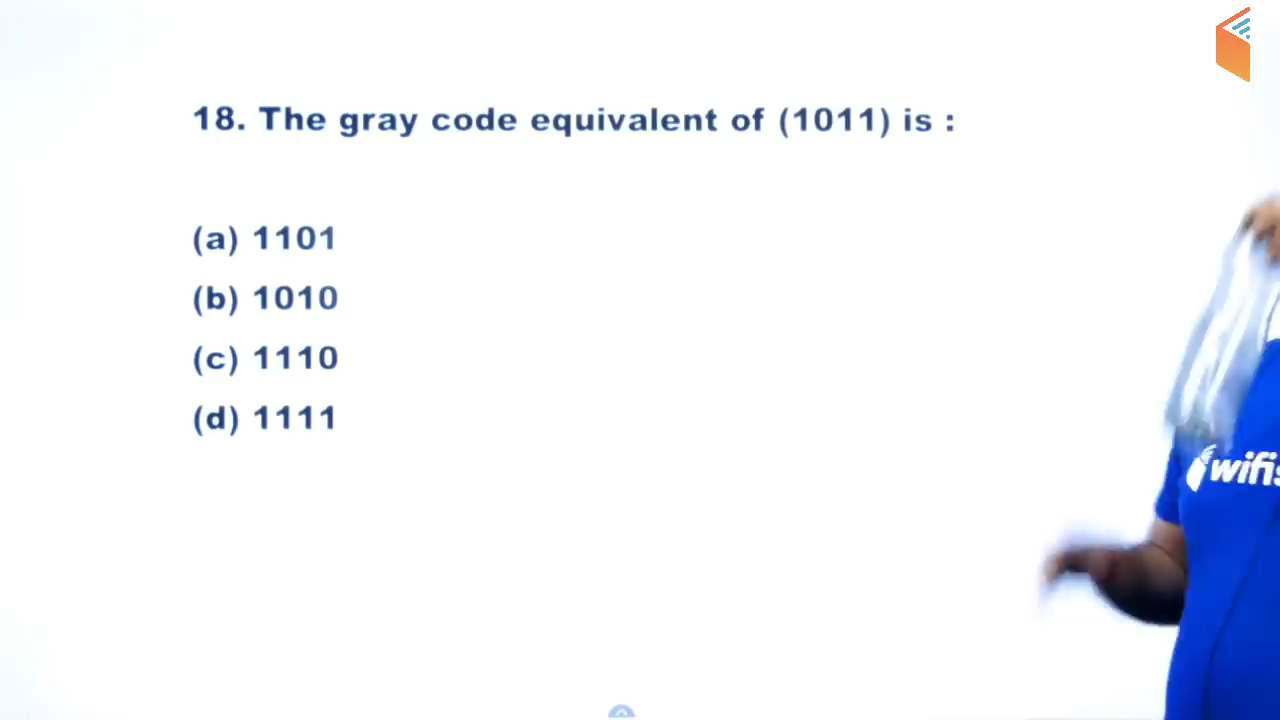 18. The gray code equivalent of (1011) is :
(a) 1101
(b) 1010
(c) 1110
(d) 1111